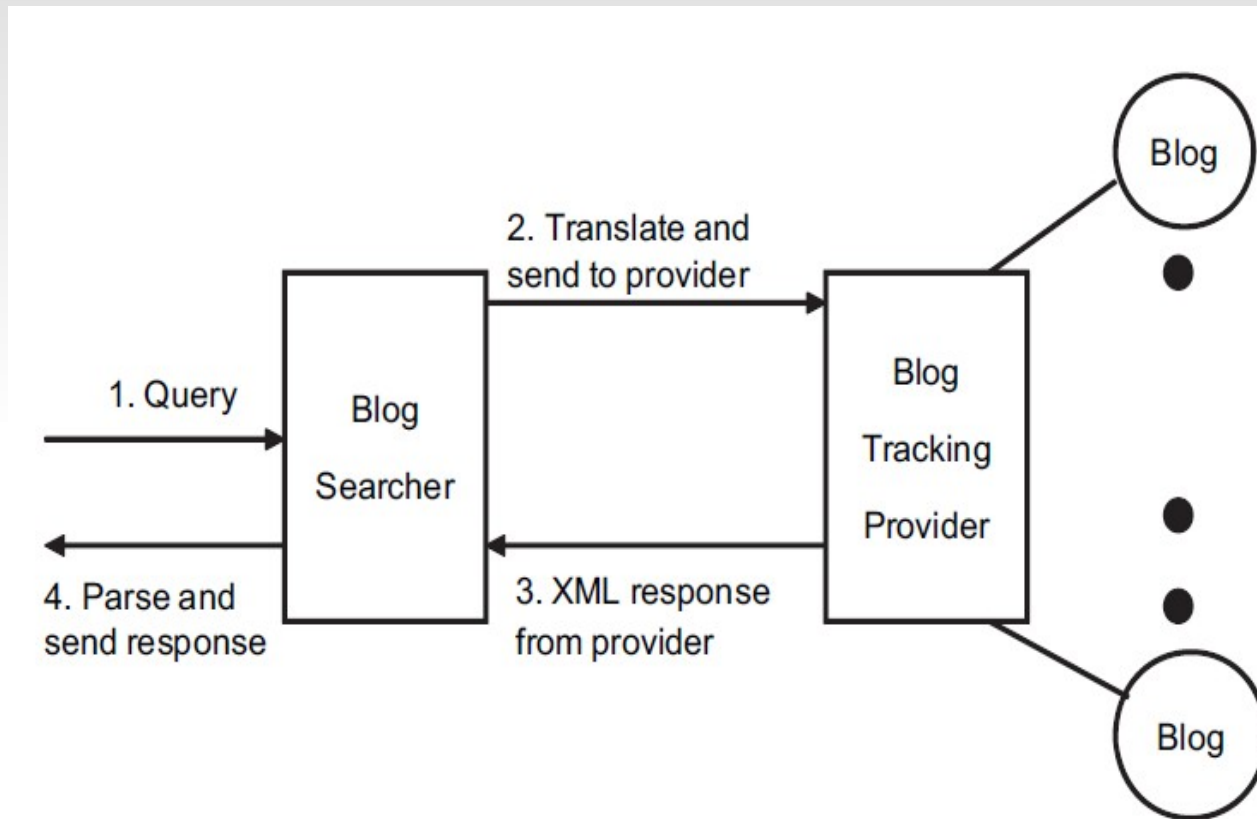 Blog
2. Translate and
send to provider
1. Query
Blog
Searcher
Blog
Tracking
Provider
4. Parse and
send response
3. XML response
from provider
Blog